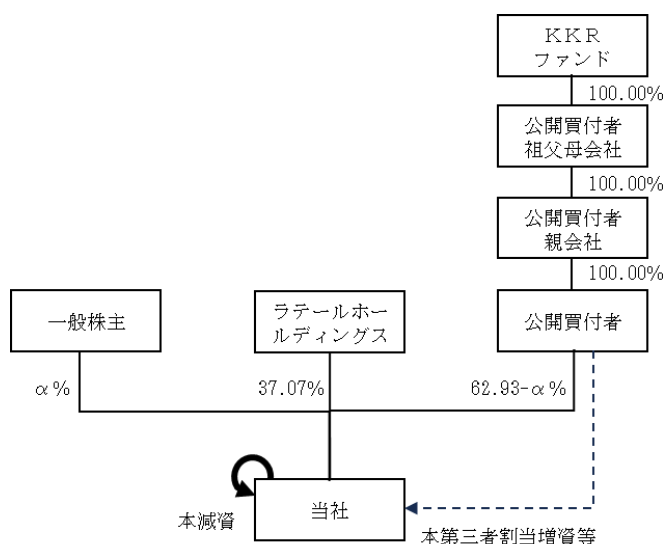 ＫＫＲ
ファンド
100.00%
公開買付者
祖父母会社
100.00%
公開買付者
親会社
100.00%
一般株主
ラテールホー
ルディングス
公開買付者
α%
37.07%
62.93-α%
本減資
当社
本第三者割当増資等